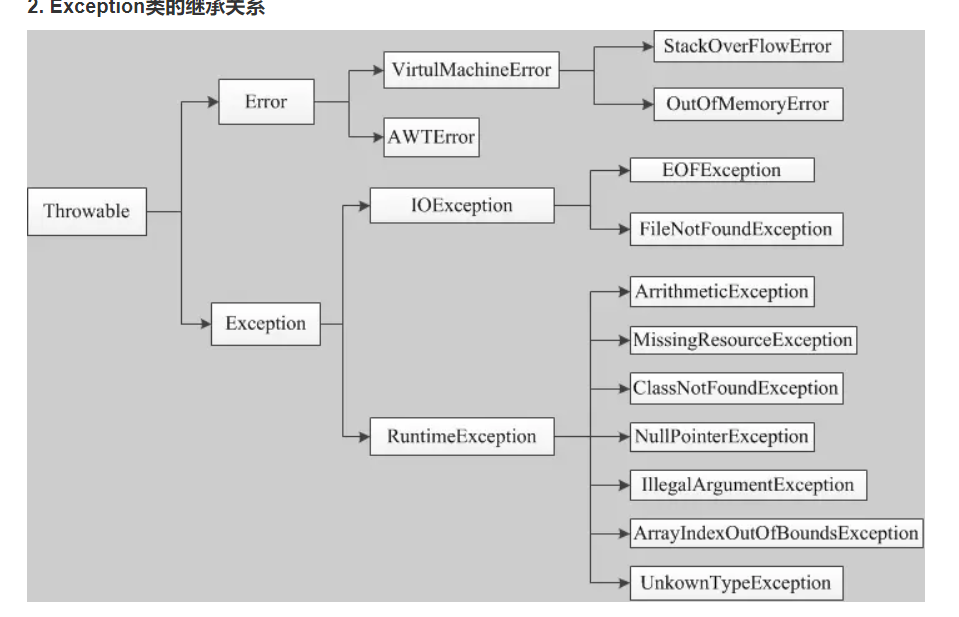 2. Exception类的继承关系
Throwable
Error
VirtulMachineError
StackOverFlowError
OutOfMemoryError
AWTError
Exception
IOException
EOFException
FileNotFoundException
RuntimeException
ArrithmeticException
MissingResourceException
ClassNotFoundException
NullPointerException
IllegalArgumentException
ArrayIndexOutOfBoundsException
UnkownTypeException